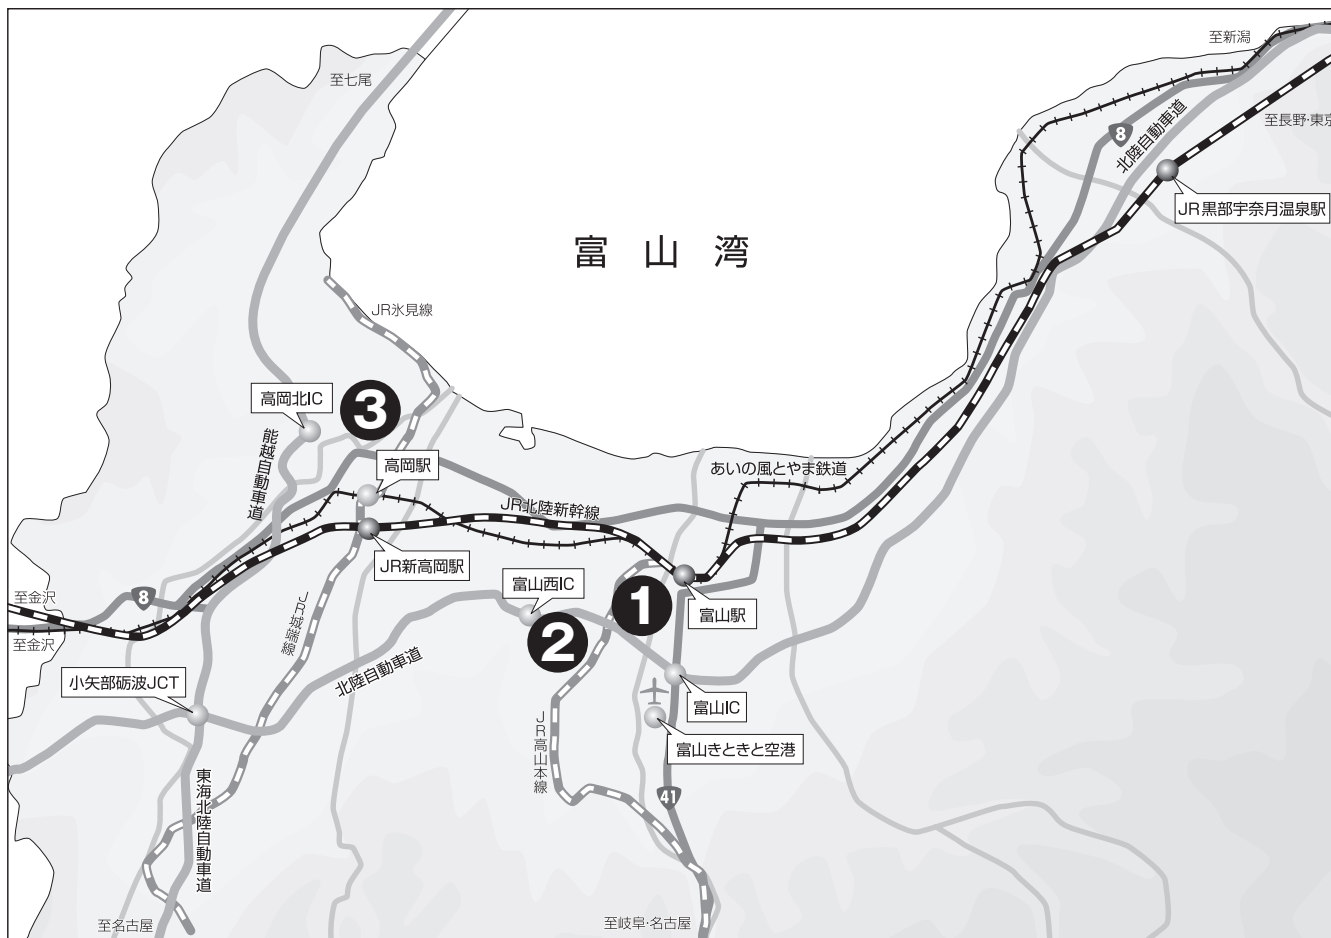 至新潟
至七尾
8
北陸自動車道
至長野・東京
JR黒部宇奈月温泉駅
富山湾
JR氷見線
高岡北IC
3
能越自動車道
高岡駅
あいの風とやま鉄道
JR北陸新幹線
JR新高岡駅
富山西IC
1
富山駅
8
至金沢
至金沢
JR城端線
2
小矢部砺波JCT
北陸自動車道
富山IC
JR高山本線
富山きときと空港
東海北陸自動車道
41
至名古屋
至岐阜・名古屋